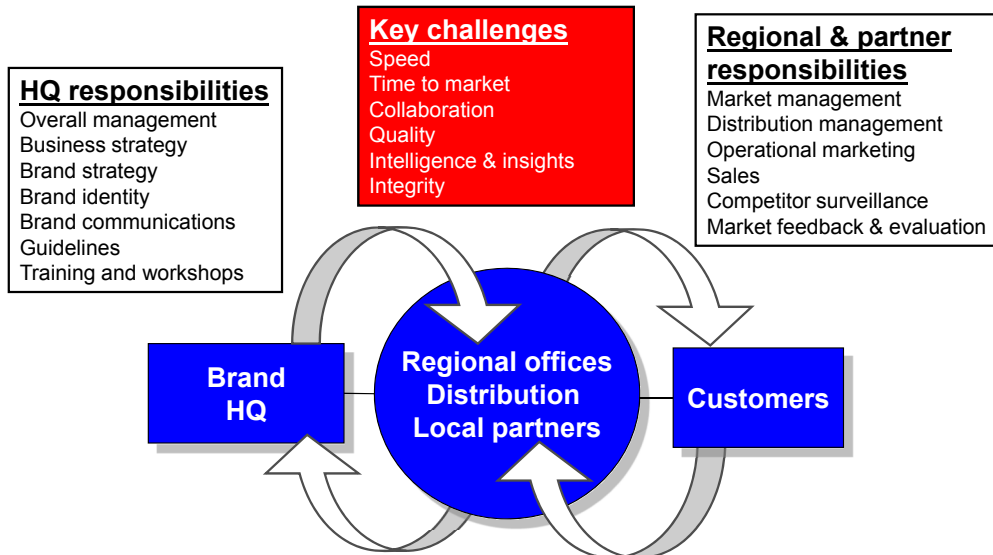 HQ responsibilities
Overall management
Business strategy
Brand strategy
Brand identity
Brand communications
Guidelines
Training and workshops
Key challenges
Speed
Time to market
Collaboration
Quality
Intelligence & insights
Integrity
Regional & partner
responsibilities
Market management
Distribution management
Operational marketing
Sales
Competitor surveillance
Market feedback & evaluation
Brand
HQ
Regional offices
Distribution
Local partners
Customers